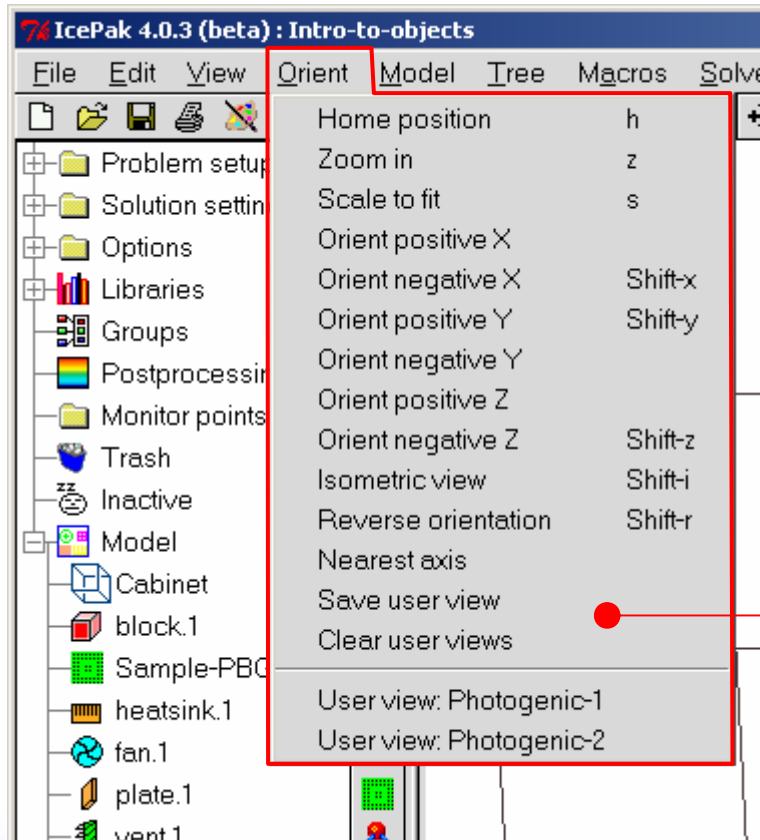 IcePak 4.0.3 (beta) : Intro-to-objects
File Edit View Orient Model Tree Macros Solve
Home position h
Zoom in z
Scale to fit s
Orient positive X
Orient negative X Shift-x
Orient positive Y Shift-y
Orient negative Y
Orient positive Z
Orient negative Z Shift-z
Isometric view Shift-i
Reverse orientation Shift-r
Nearest axis
Save user view
Clear user views
User view: Photogenic-1
User view: Photogenic-2
Problem setup
Solution settin
Options
Libraries
Groups
Postprocessin
Monitor points
Trash
zz
Inactive
Model
Cabinet
block.1
Sample-PBC
heatsink.1
fan.1
plate.1
vent.1